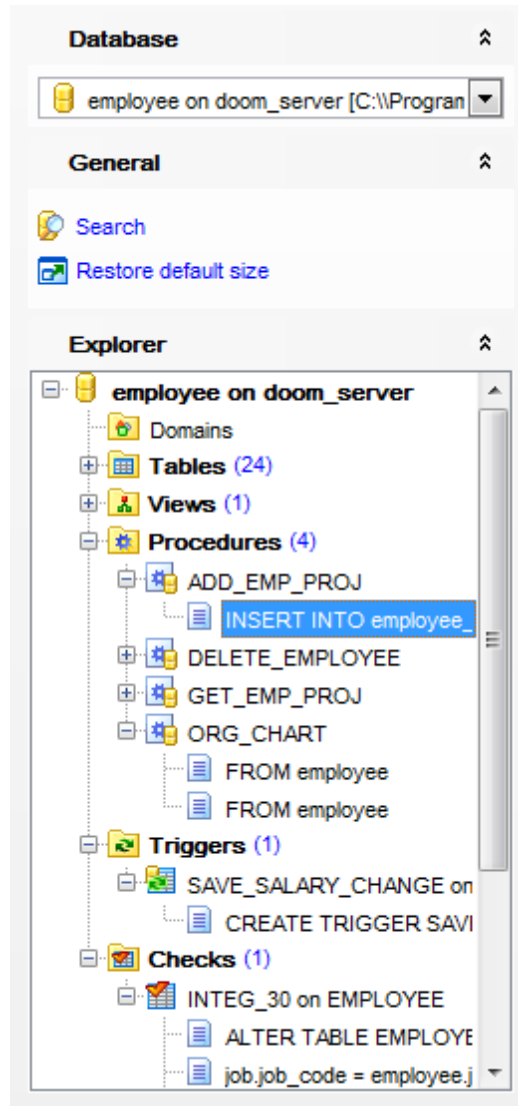 Database
employee on doom_server [C:\\Program
General
Search
Restore default size
Explorer
employee on doom_server
Domains
Tables (24)
Views (1)
Procedures (4)
ADD_EMP_PROJ
INSERT INTO employee_
DELETE_EMPLOYEE
GET_EMP_PROJ
ORG_CHART
FROM employee
FROM employee
Triggers (1)
SAVE_SALARY_CHANGE on
CREATE TRIGGER SAVE
Checks (1)
INTEG_30 on EMPLOYEE
ALTER TABLE EMPLOYE
job.job_code = employee.j